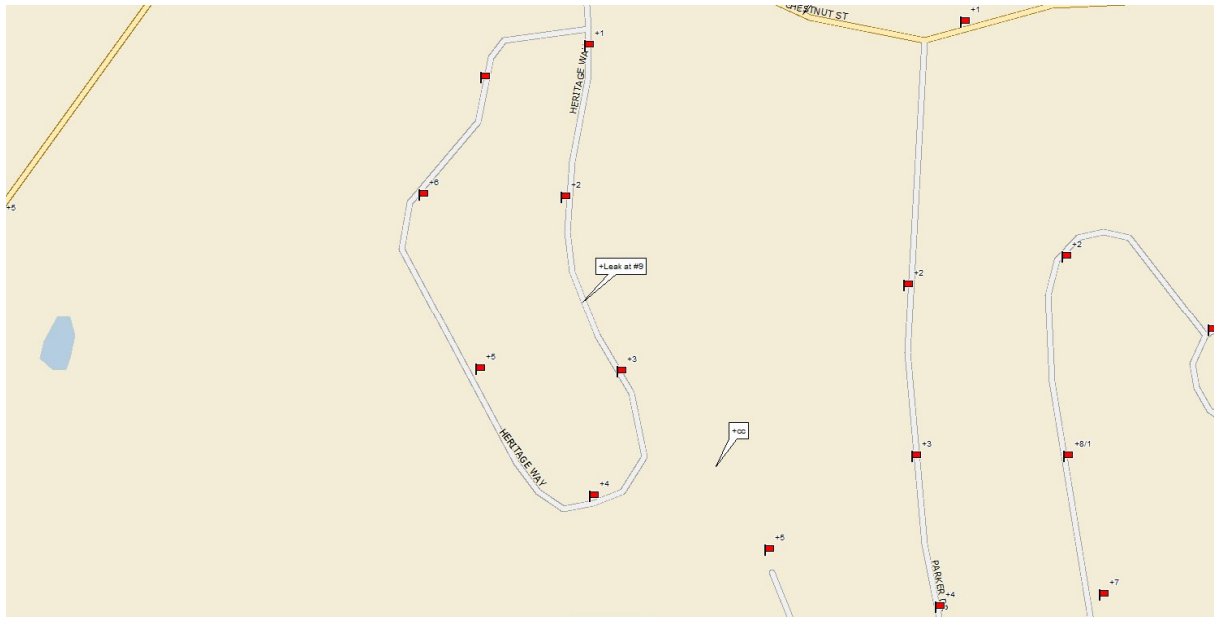 CHESTNUT ST
+1
+1
HERITAGE WAY
+6
+2
+5
+2
+Leak at #9
+2
+5
+3
+cc
HERITAGE WAY
+3
+8/1
+4
+5
PARKER
+4
+7